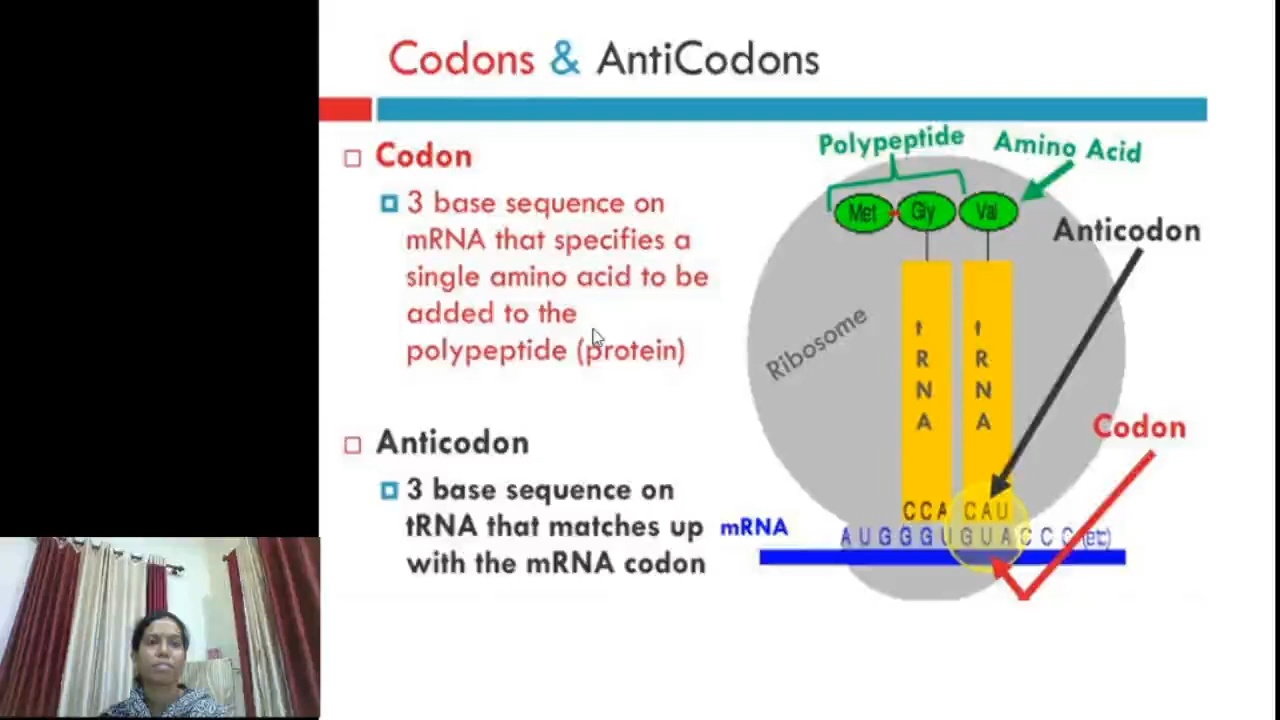 Codons & AntiCodons
Codon
3 base sequence on
mRNA that specifies a
single amino acid to be
added to the
polypeptide (protein)
Anticodon
3 base sequence on
tRNA that matches up
with the mRNA codon
Polypeptide
Amino Acid
Met
Gly
Val
Anticodon
Ribosome
tRNA
tRNA
Codon
CCA
CAU
mRNA
AUGGGUGUACCC(etc)